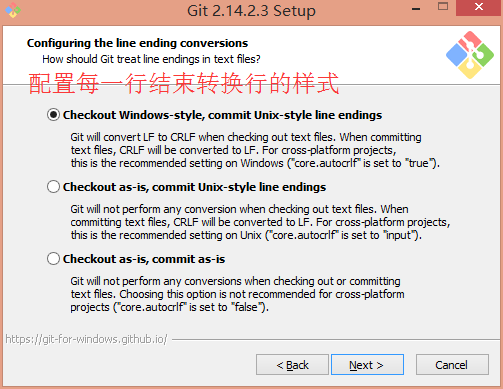 Git 2.14.2.3 Setup
Configuring the line ending conversions
How should Git treat line endings in text files?
配置每一行结束转换行的样式
Checkout Windows-style, commit Unix-style line endings
Git will convert LF to CRLF when checking out text files. When committing
text files, CRLF will be converted to LF. For cross-platform projects,
this is the recommended setting on Windows ("core.autocrlf" is set to "true").
Checkout as-is, commit Unix-style line endings
Git will not perform any conversion when checking out text files. When
committing text files, CRLF will be converted to LF. For cross-platform projects,
this is the recommended setting on Unix ("core.autocrlf" is set to "input").
Checkout as-is, commit as-is
Git will not perform any conversions when checking out or committing
text files. Choosing this option is not recommended for cross-platform
projects ("core.autocrlf" is set to "false").
https://git-for-windows.github.io/
< Back
Next >
Cancel